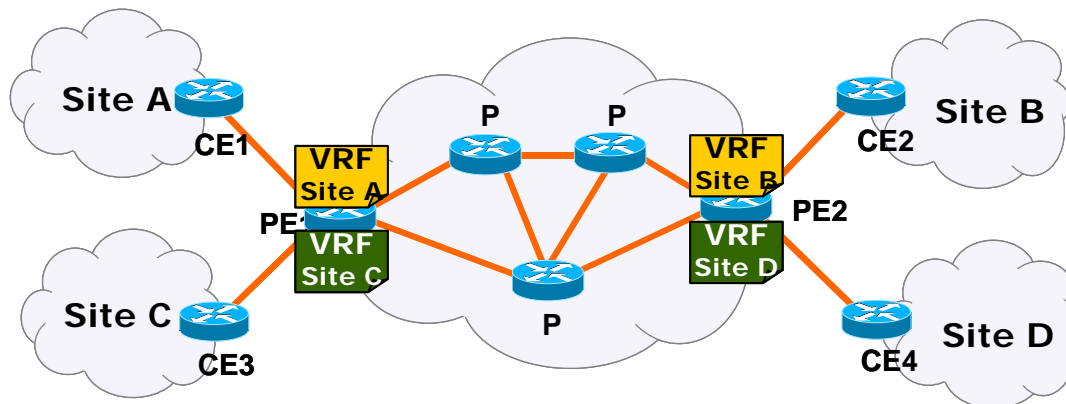 Site A
CE1
P
P
CE2
Site B
VRF
Site A
VRF
Site B
PE1
PE2
VRF
Site C
VRF
Site D
Site C
CE3
P
CE4
Site D